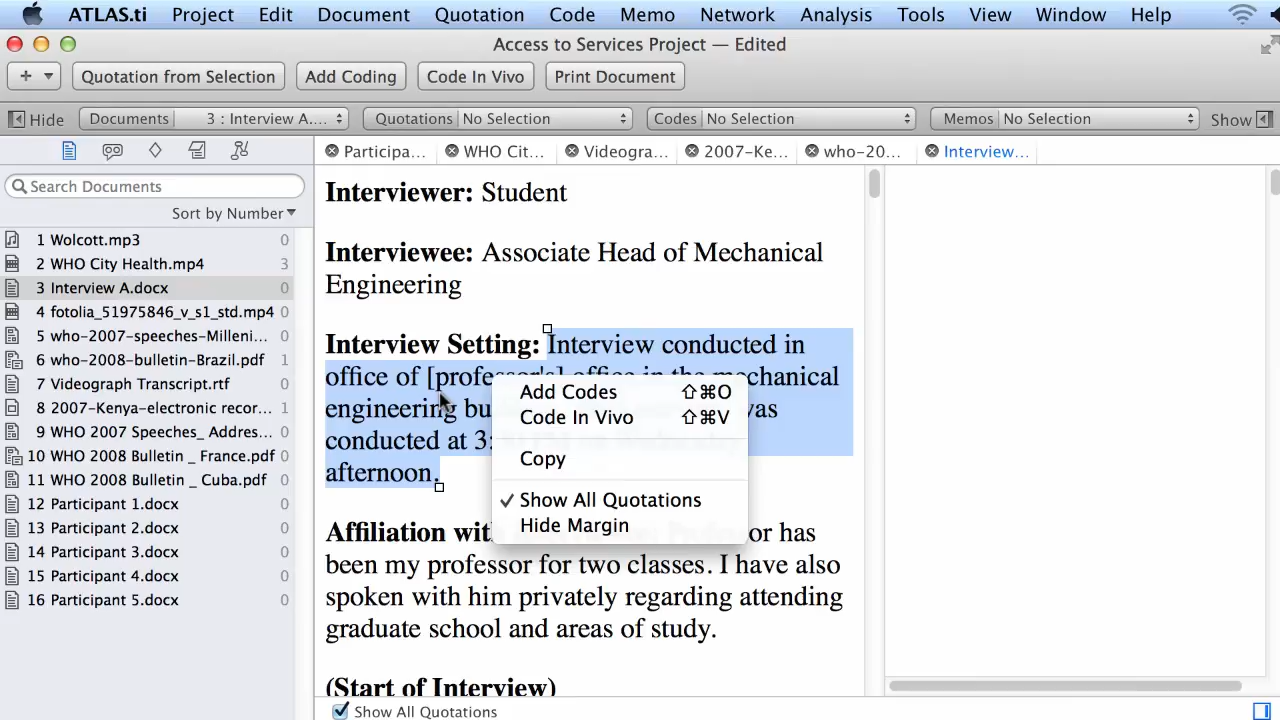 ATLAS.ti Project Edit Document Quotation Code Memo Network Analysis Tools View Window Help
Access to Services Project — Edited
+ Quotation from Selection Add Coding Code In Vivo Print Document
Hide Documents 3 : Interview A.... Quotations No Selection Codes No Selection Memos No Selection Show
Participa... WHO Cit... Videogra... 2007-Ke... who-20... Interview...
Search Documents
Sort by Number
1 Wolcott.mp3 0
2 WHO City Health.mp4 3
3 Interview A.docx 0
4 fotolia_51975846_v_s1_std.mp4 0
5 who-2007-speeches-Milleni... 0
6 who-2008-bulletin-Brazil.pdf 1
7 Videograph Transcript.rtf 0
8 2007-Kenya-electronic recor... 0
9 WHO 2007 Speeches_ Addres... 0
10 WHO 2008 Bulletin _ France.pdf 0
11 WHO 2008 Bulletin _ Cuba.pdf 0
12 Participant 1.docx 0
13 Participant 2.docx 0
14 Participant 3.docx 0
15 Participant 4.docx 0
16 Participant 5.docx 0
Interviewer: Student
Interviewee: Associate Head of Mechanical
Engineering
Interview Setting: Interview conducted in
office of [professor's] office in the mechanical
engineering
conducted at
afternoon.
Add Codes ⇧⌘O
Code In Vivo ⇧⌘V
Copy
✓ Show All Quotations
Hide Margin
Affiliation
been my professor for two classes. I have also
spoken with him privately regarding attending
graduate school and areas of study.
(Start of Interview)
Show All Quotations